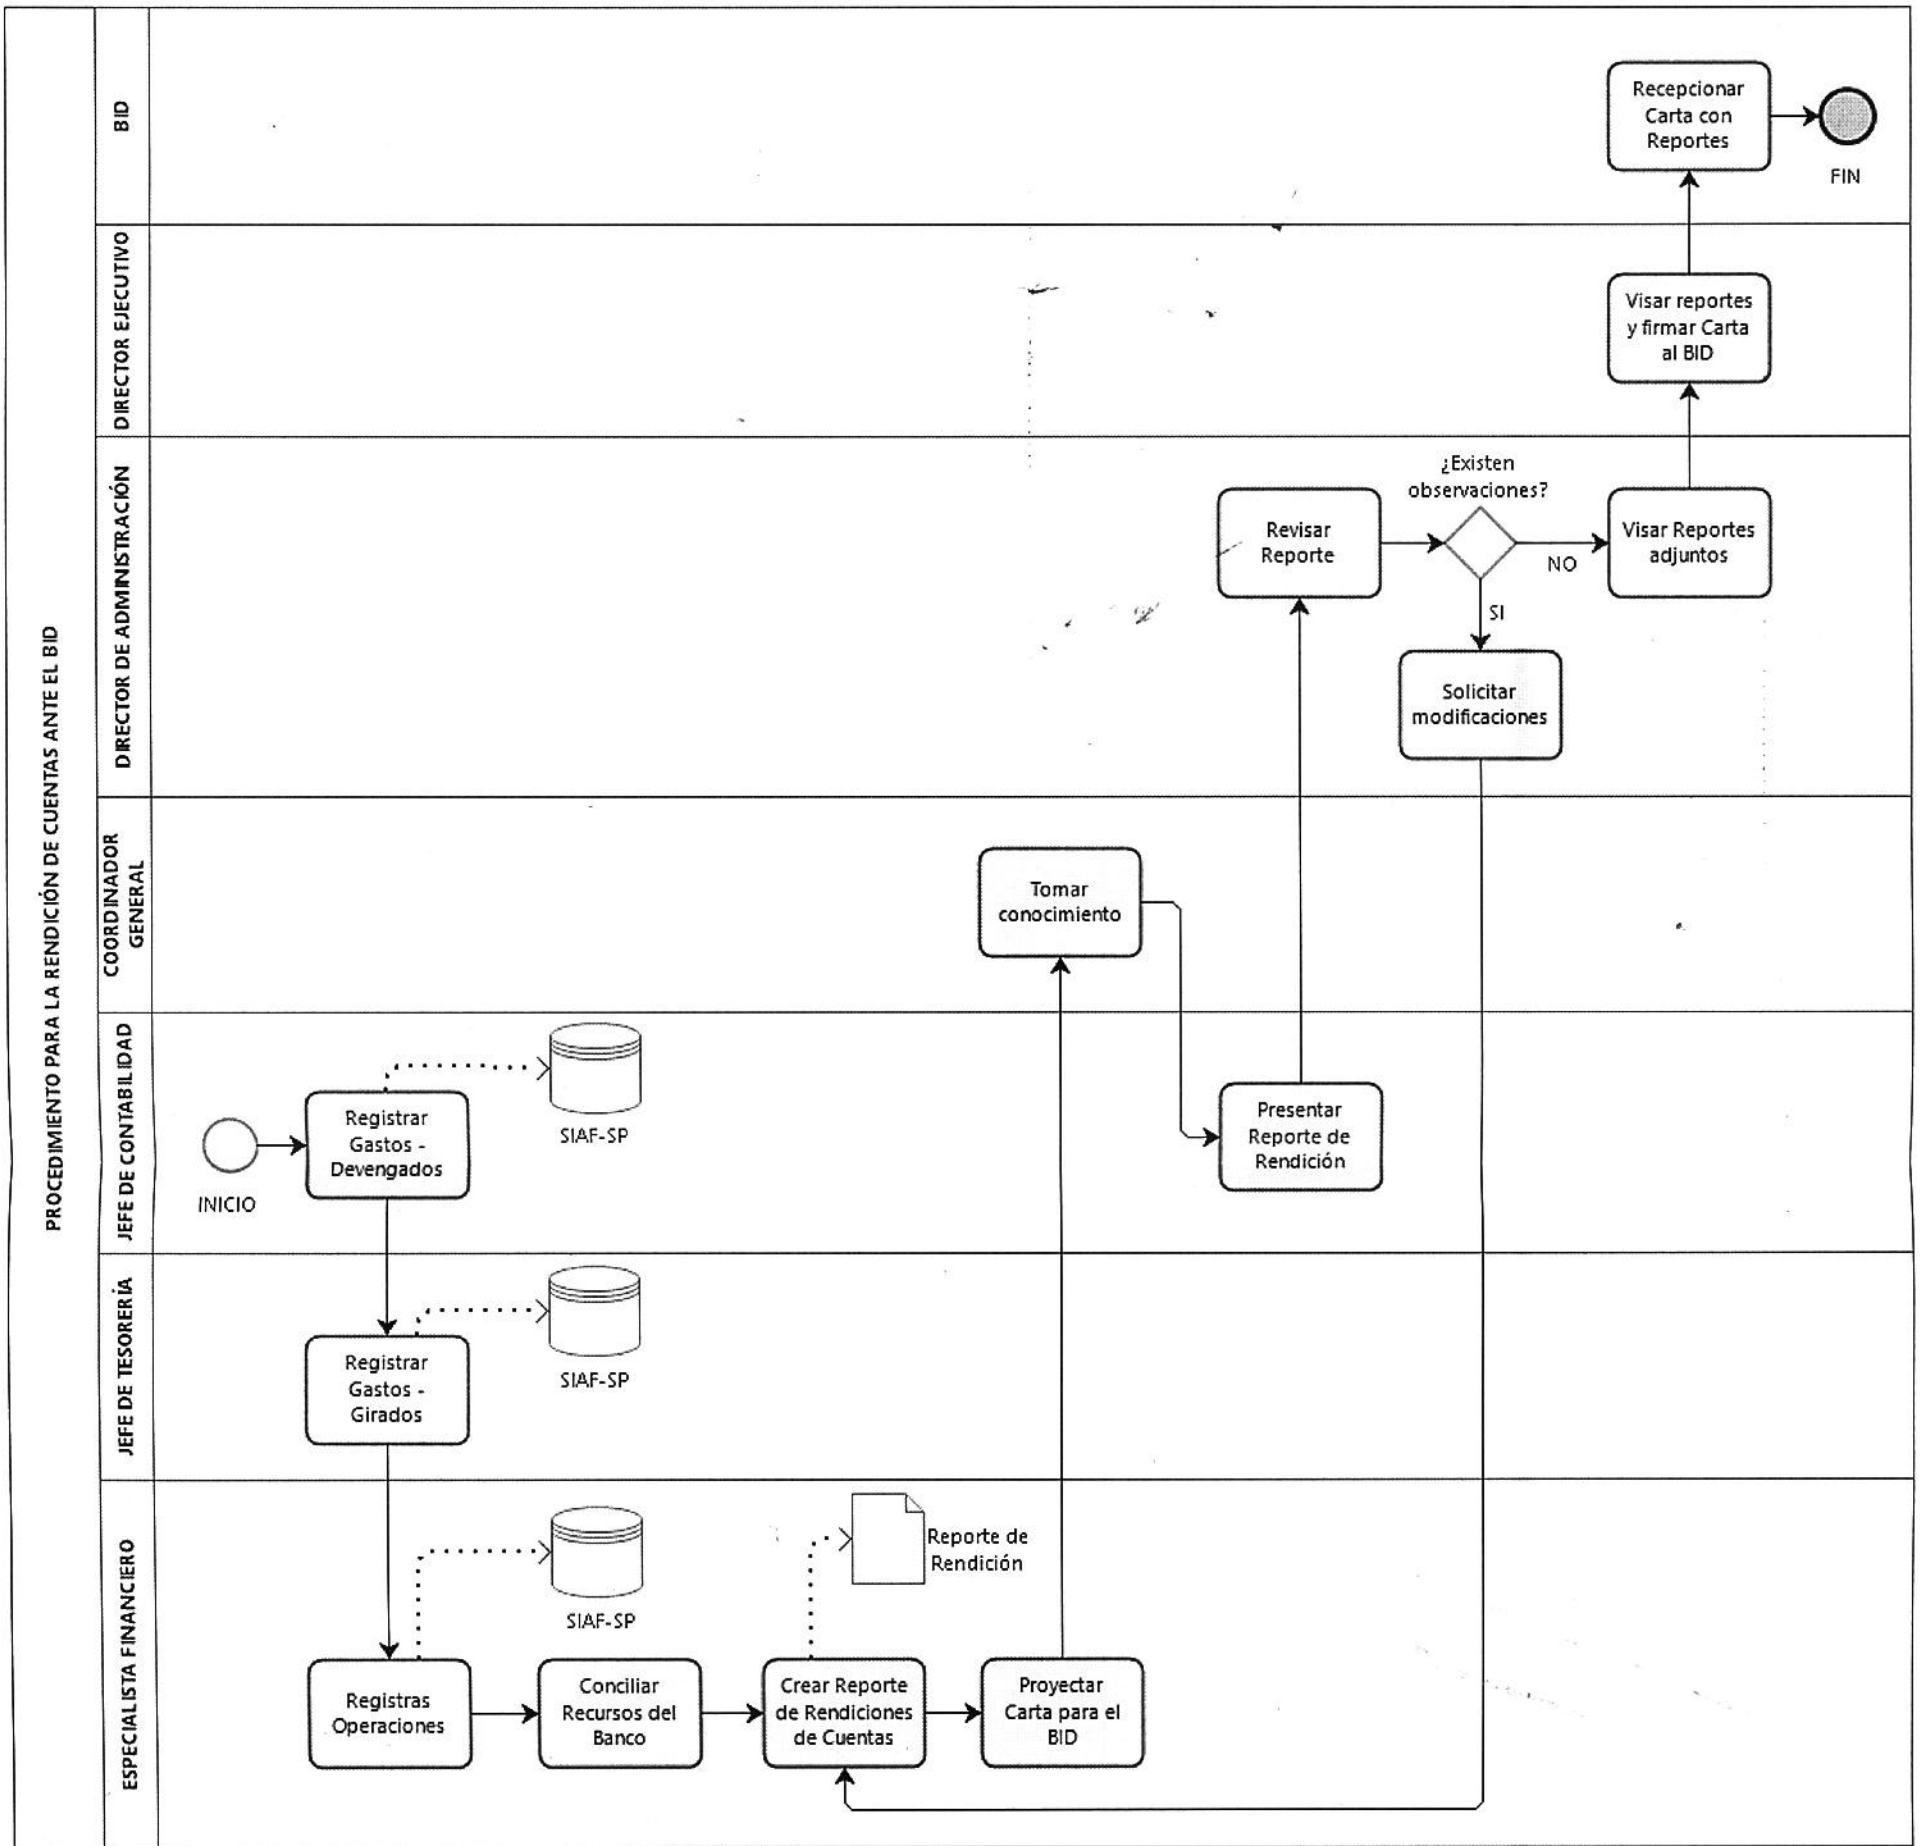 PROCEDIMIENTO PARA LA RENDICIÓN DE CUENTAS ANTE EL BID
BID
Recepcionar
Carta con
Reportes
FIN
DIRECTOR EJECUTIVO
Visar reportes
y firmar Carta
al BID
DIRECTOR DE ADMINISTRACIÓN
Revisar
Reporte
¿Existen
observaciones?
NO
SI
Visar Reportes
adjuntos
Solicitar
modificaciones
COORDINADOR
GENERAL
Tomar
conocimiento
JEFE DE CONTABILIDAD
INICIO
Registrar
Gastos -
Devengados
SIAF-SP
Presentar
Reporte de
Rendición
JEFE DE TESORERÍA
Registrar
Gastos -
Girados
SIAF-SP
ESPECIALISTA FINANCIERO
SIAF-SP
Reporte de
Rendición
Registras
Operaciones
Conciliar
Recursos del
Banco
Crear Reporte
de Rendiciones
de Cuentas
Proyectar
Carta para el
BID